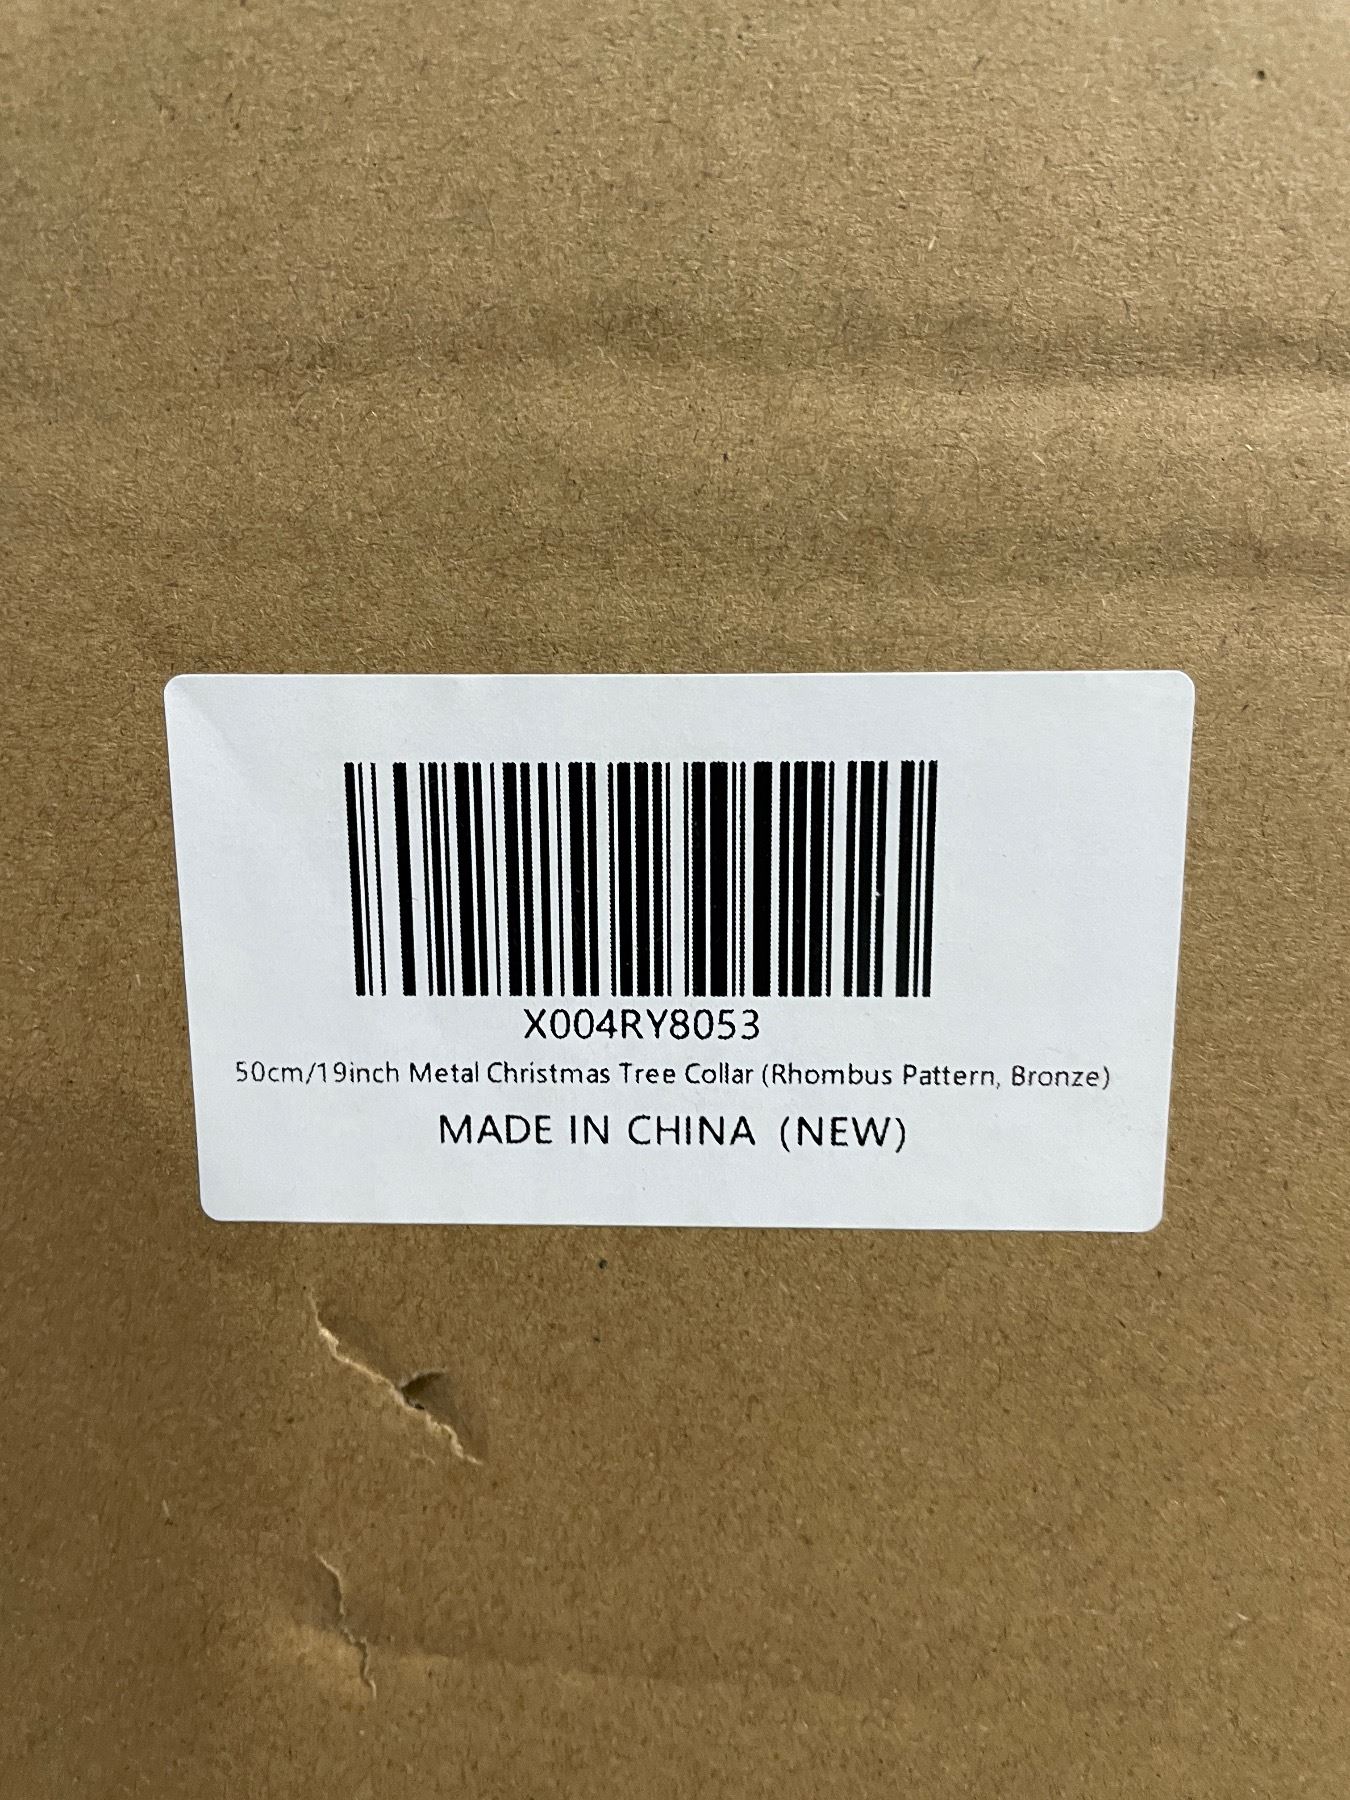 X004RY8053
50cm/19inch Metal Christmas Tree Collar (Rhombus Pattern, Bronze)
MADE IN CHINA (NEW)